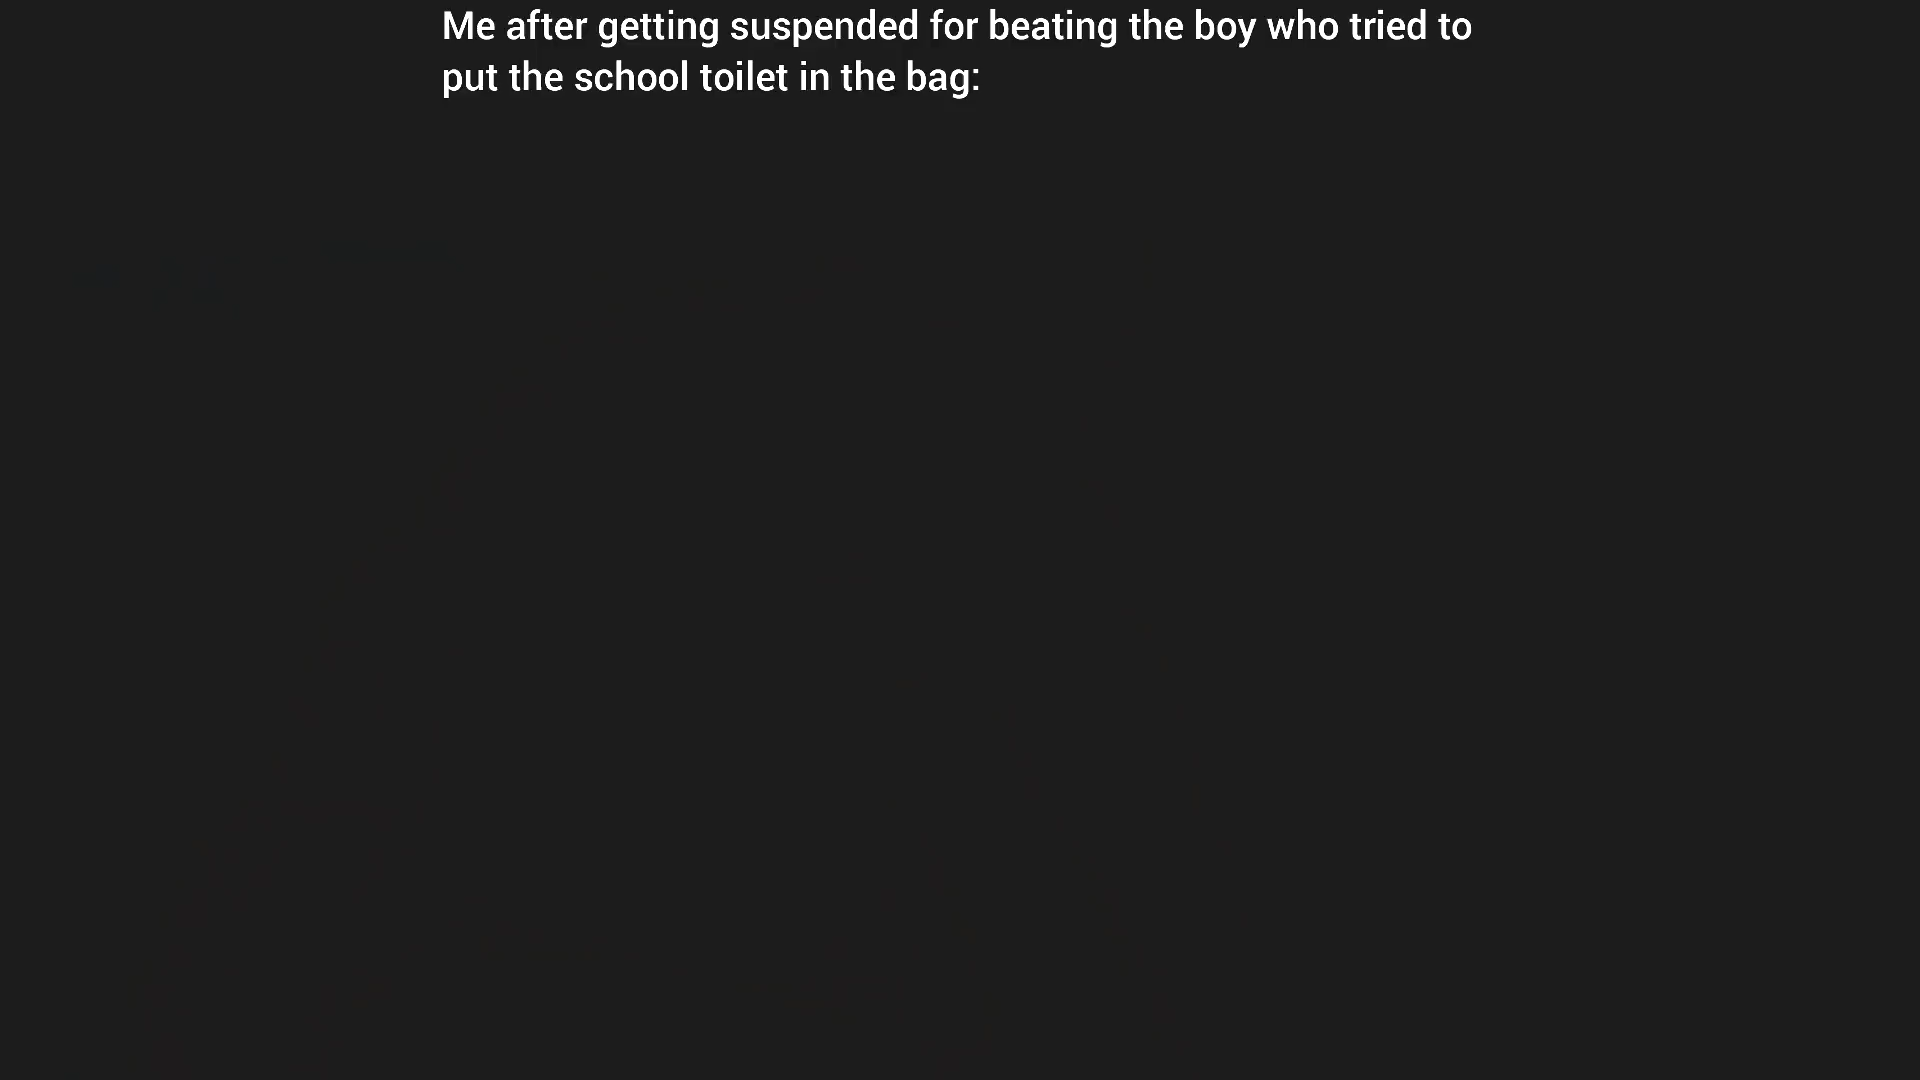 Me after getting suspended for beating the boy who tried to
put the school toilet in the bag: